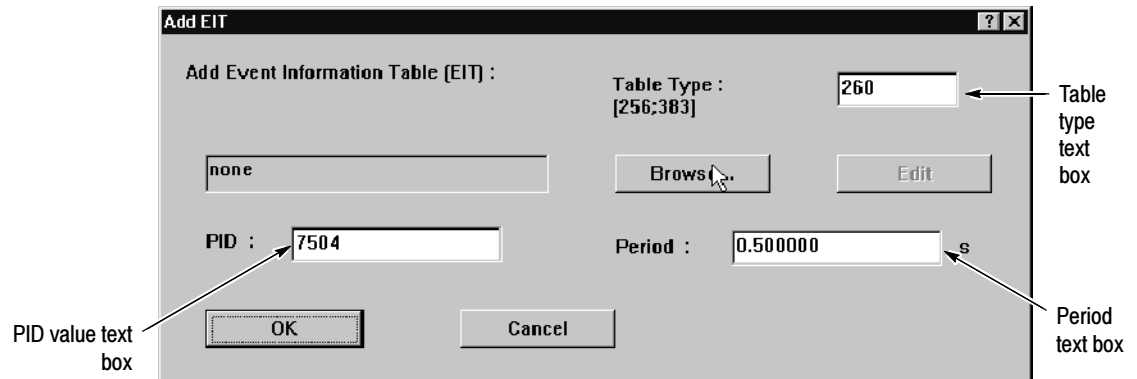 Add EIT
Add Event Information Table (EIT) :
Table Type :
[256;383]
260
Table
type
text
box
none
Browse...
Edit
PID :
7504
Period :
0.500000
s
OK
Cancel
PID value text
box
Period
text box